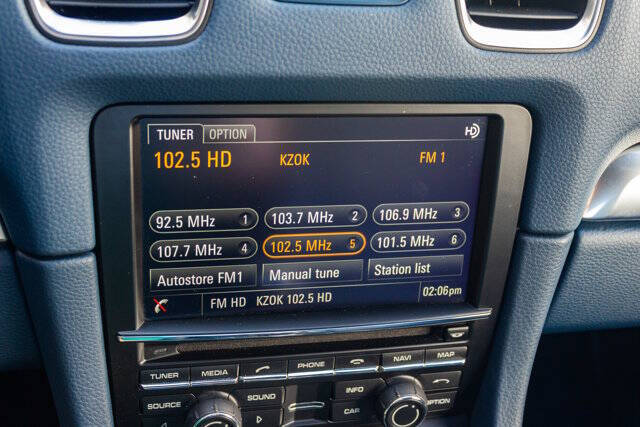 TUNER OPTION HD
102.5 HD KZOK FM 1
92.5 MHz 1 103.7 MHz 2 106.9 MHz 3
107.7 MHz 4 102.5 MHz 5 101.5 MHz 6
Autostore FM1 Manual tune Station list
FM HD KZOK 102.5 HD 02:06pm
TUNER MEDIA PHONE NAVI MAP
SOURCE SOUND INFO
CAR OPTION